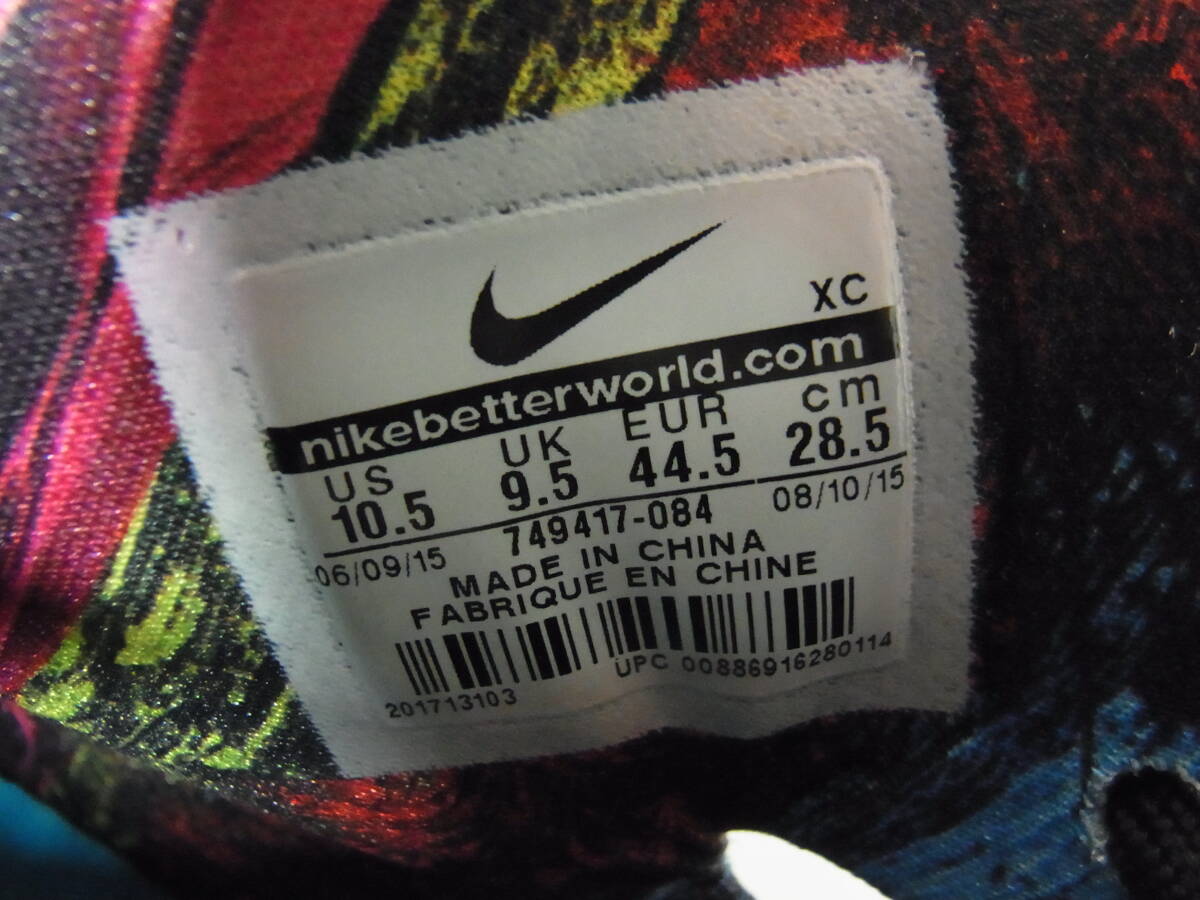 XC
nikebetterworld.com
US UK EUR cm
10.5 9.5 44.5 28.5
06/09/15 749417-084 08/10/15
MADE IN CHINA
FABRIQUE EN CHINE
201713103 UPC 00886916280114